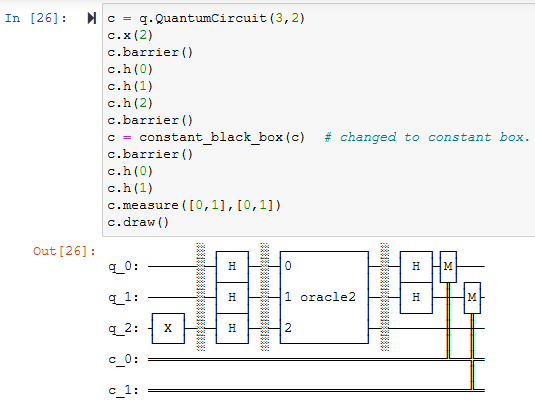 In [26]:
c = q.QuantumCircuit(3,2)
c.x(2)
c.barrier()
c.h(0)
c.h(1)
c.h(2)
c.barrier()
c = constant_black_box(c)  # changed to constant box.
c.barrier()
c.h(0)
c.h(1)
c.measure([0,1],[0,1])
c.draw()
Out[26]:
q_0: H 0 H M
q_1: H 1 oracle2 H M
q_2: X H 2
c_0:
c_1: